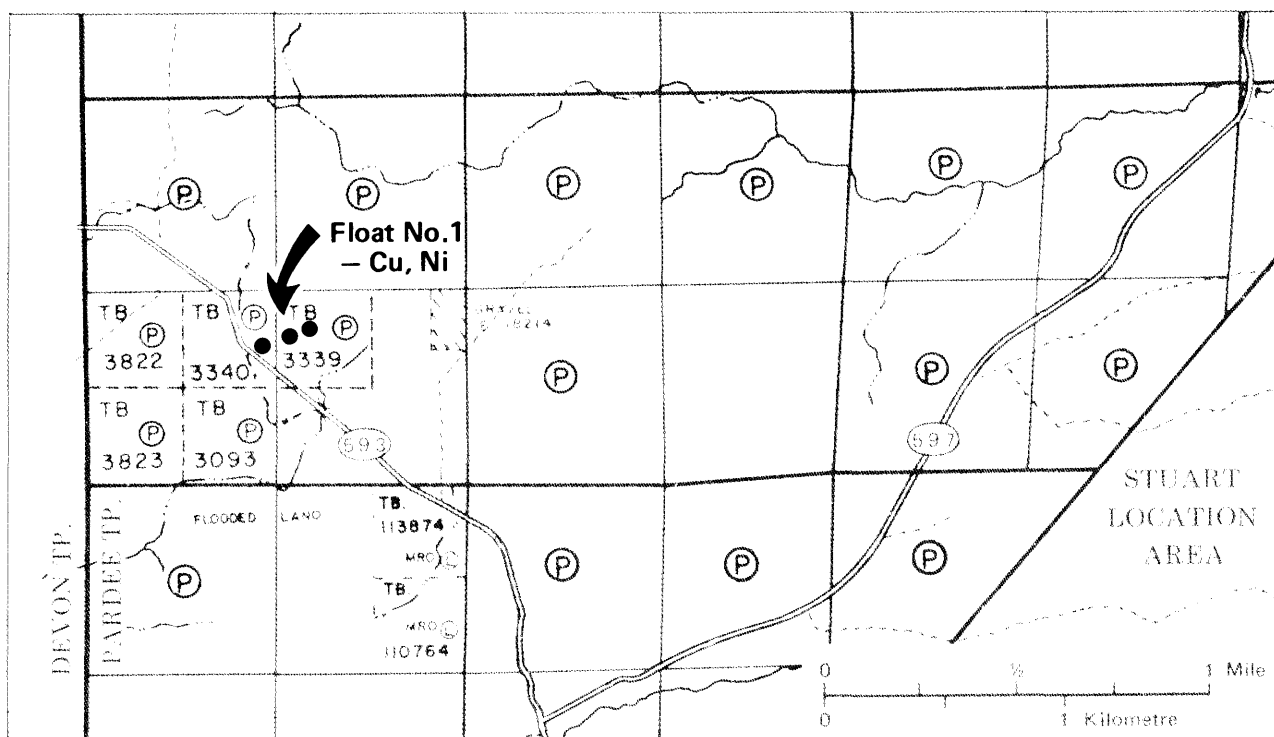 P
P
P
P
P
P
Float No.1
– Cu, Ni
TB
P
3822
TB
P
3340
TB
P
3339
P
P
P
TB
P
3823
TB
P
3093
593
597
FLOODED LAND
TB.
113874
MRO
TB
MRO
110764
P
P
P
P
DEVON TP.
PARDEE TP.
STUART
LOCATION
AREA
0 ½ 1 Mile
0 1 Kilometre